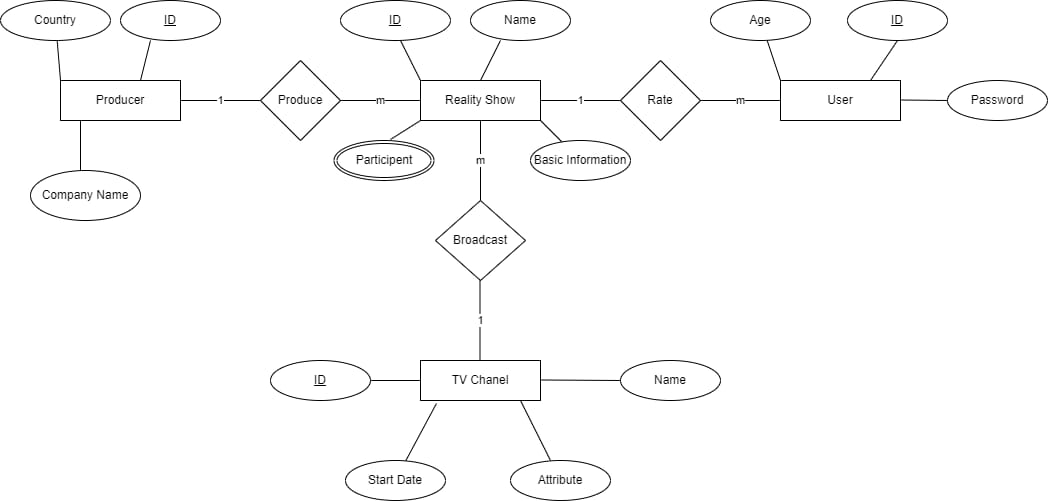 Country
ID
ID
Name
Age
ID
Producer
1
Produce
m
Reality Show
1
Rate
m
User
Password
Participent
m
Basic Information
Company Name
Broadcast
1
ID
TV Chanel
Name
Start Date
Attribute